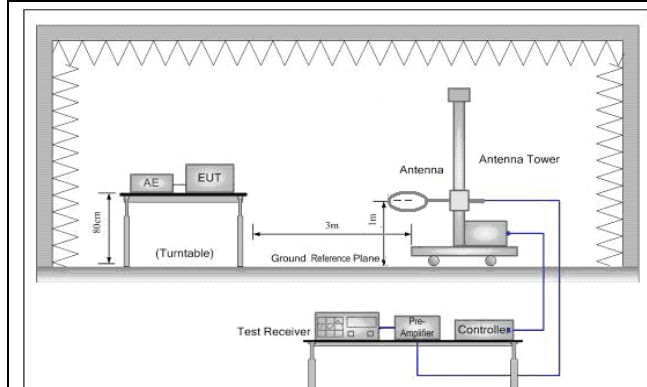 Antenna
Antenna Tower
AE
EUT
80cm
1m
3m
(Turntable)
Ground Reference Plane
Test Receiver
Pre-
Amplifier
Controller